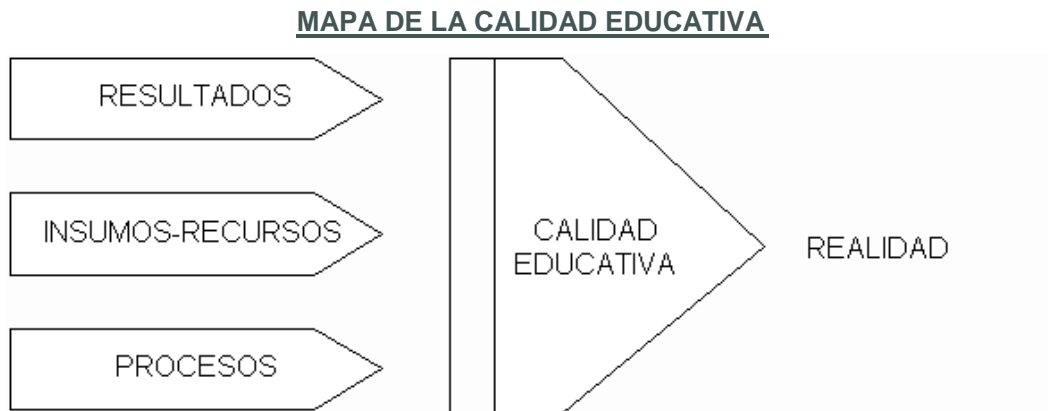 MAPA DE LA CALIDAD EDUCATIVA
RESULTADOS
INSUMOS-RECURSOS
PROCESOS
CALIDAD
EDUCATIVA
REALIDAD